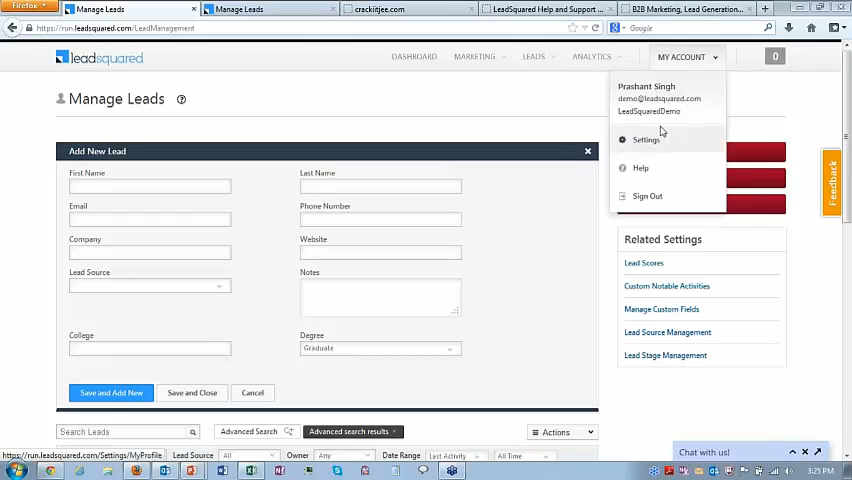 Firefox
Manage Leads
Manage Leads
crackiitjee.com
LeadSquared Help and Support ...
B2B Marketing, Lead Generation...
https://run.leadsquared.com/LeadManagement
Google
leadsquared
DASHBOARD
MARKETING
LEADS
ANALYTICS
MY ACCOUNT
0
Prashant Singh
demo@leadsquared.com
LeadSquaredDemo
Settings
Help
Sign Out
Manage Leads
Add New Lead
First Name
Last Name
Email
Phone Number
Company
Website
Lead Source
Notes
College
Degree
Graduate
Save and Add New
Save and Close
Cancel
Related Settings
Lead Scores
Custom Notable Activities
Manage Custom Fields
Lead Source Management
Lead Stage Management
Feedback
Search Leads
Advanced Search
Advanced search results ×
Actions
Lead Source
All
Owner
Any
Date Range
Last Activity
All Time
https://run.leadsquared.com/Settings/MyProfile
Chat with us!
3:25 PM